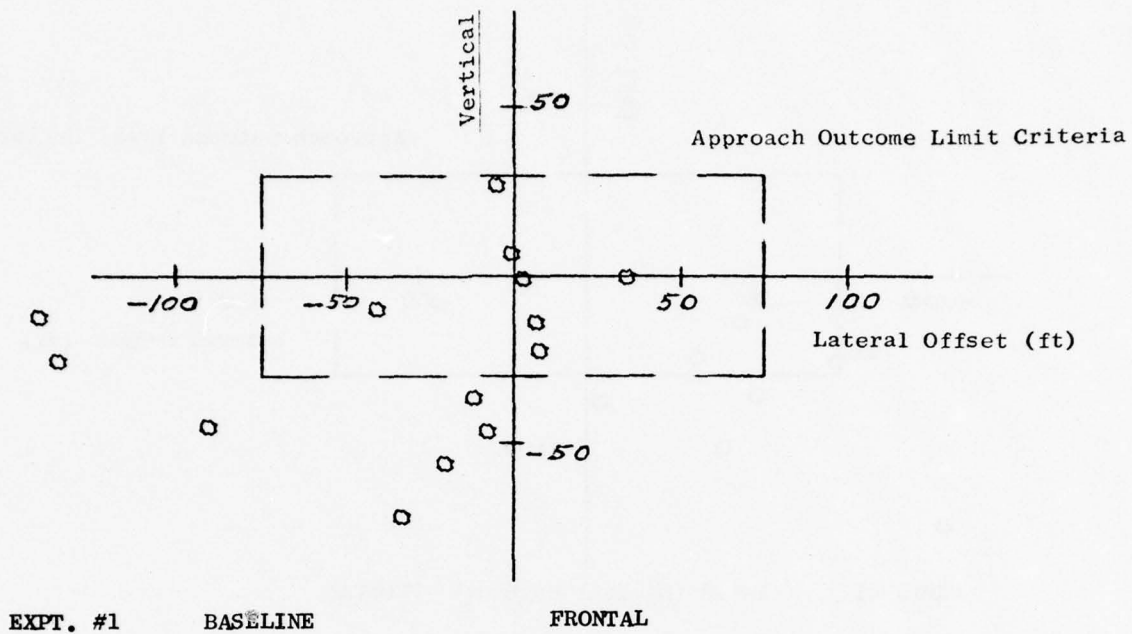 Vertical
50
Approach Outcome Limit Criteria
-100
-50
50
100
Lateral Offset (ft)
-50
EXPT. #1 BASELINE FRONTAL